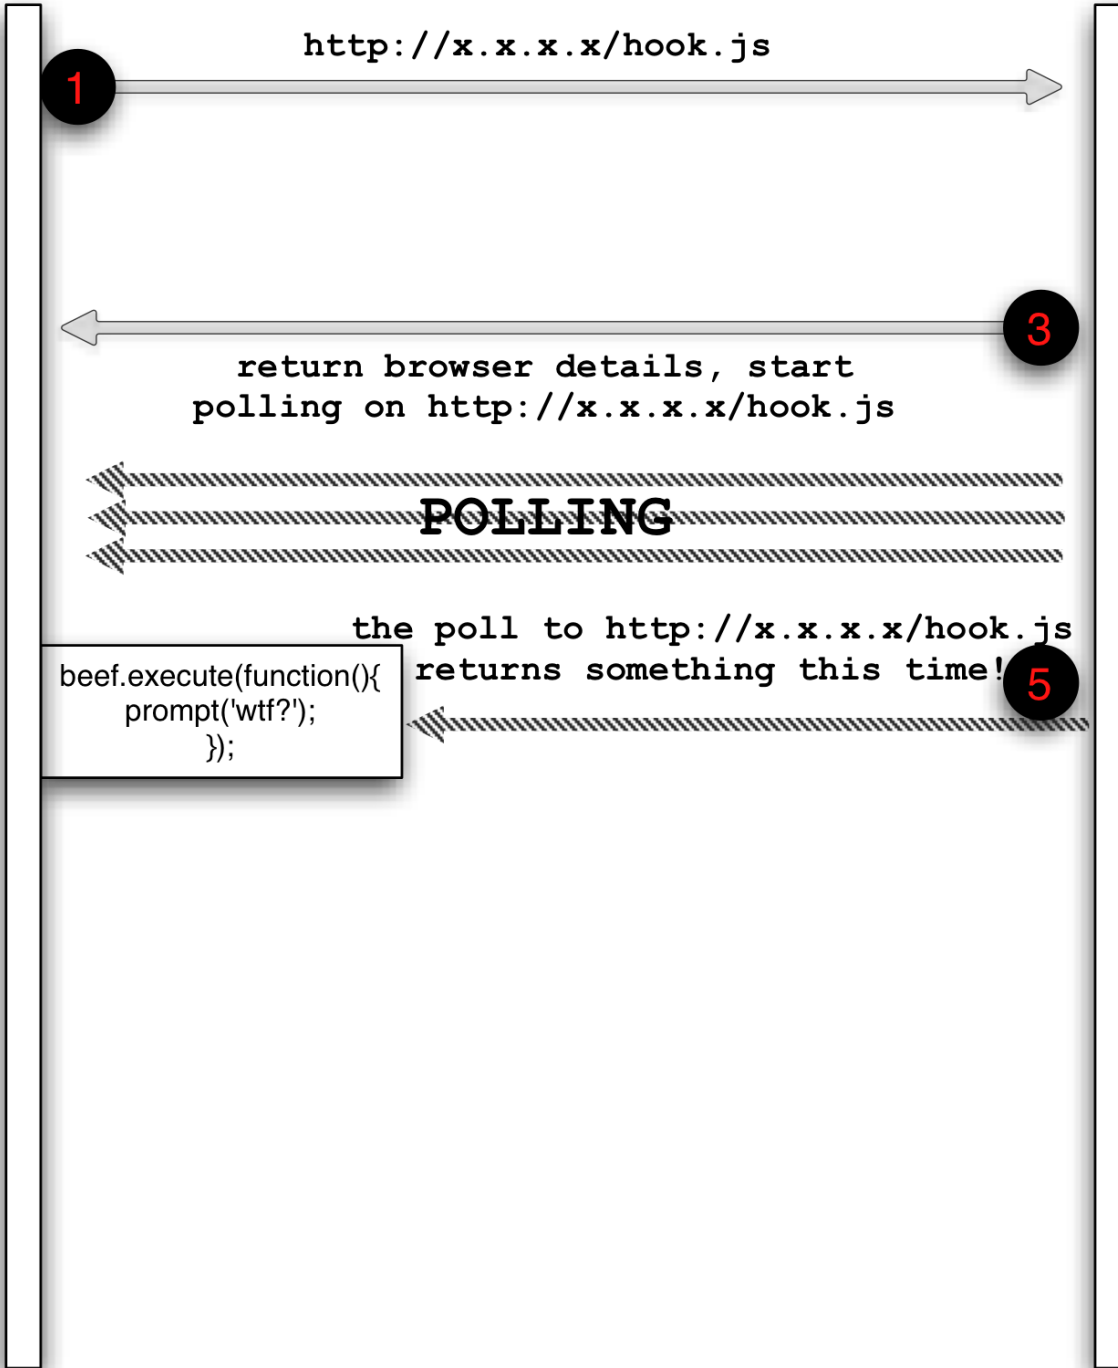 http://x.x.x.x/hook.js
1
3
return browser details, start
polling on http://x.x.x.x/hook.js
POLLING
the poll to http://x.x.x.x/hook.js
returns something this time!
5
beef.execute(function(){
prompt('wtf?');
});